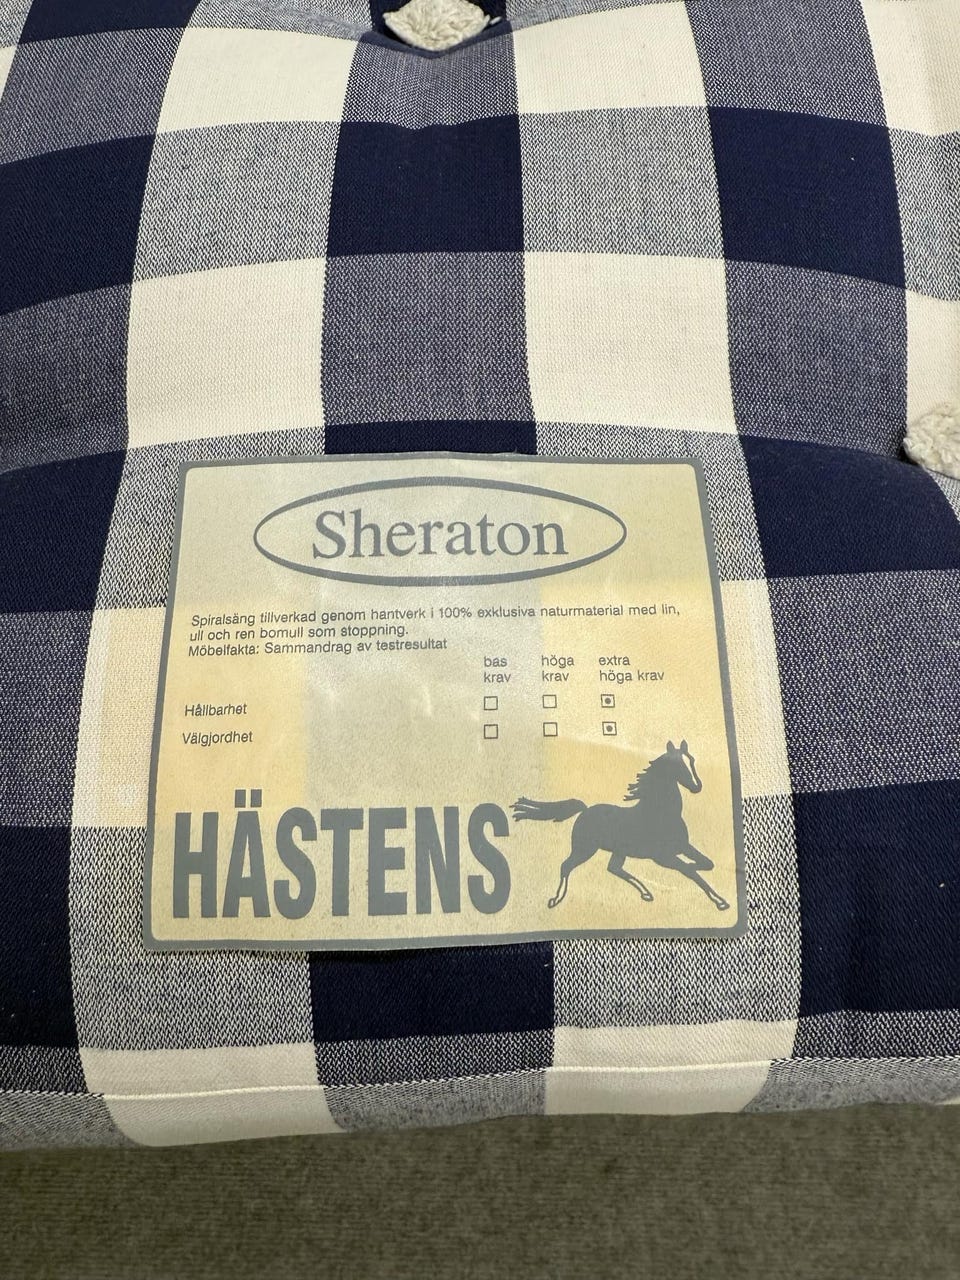 Sheraton
Spiralsäng tillverkad genom hantverk i 100% exklusiva naturmaterial med lin,
ull och ren bomull som stoppning.
Möbelfakta: Sammandrag av testresultat
bas höga extra
krav krav höga krav
Hållbarhet
Välgjordhet
HÄSTENS